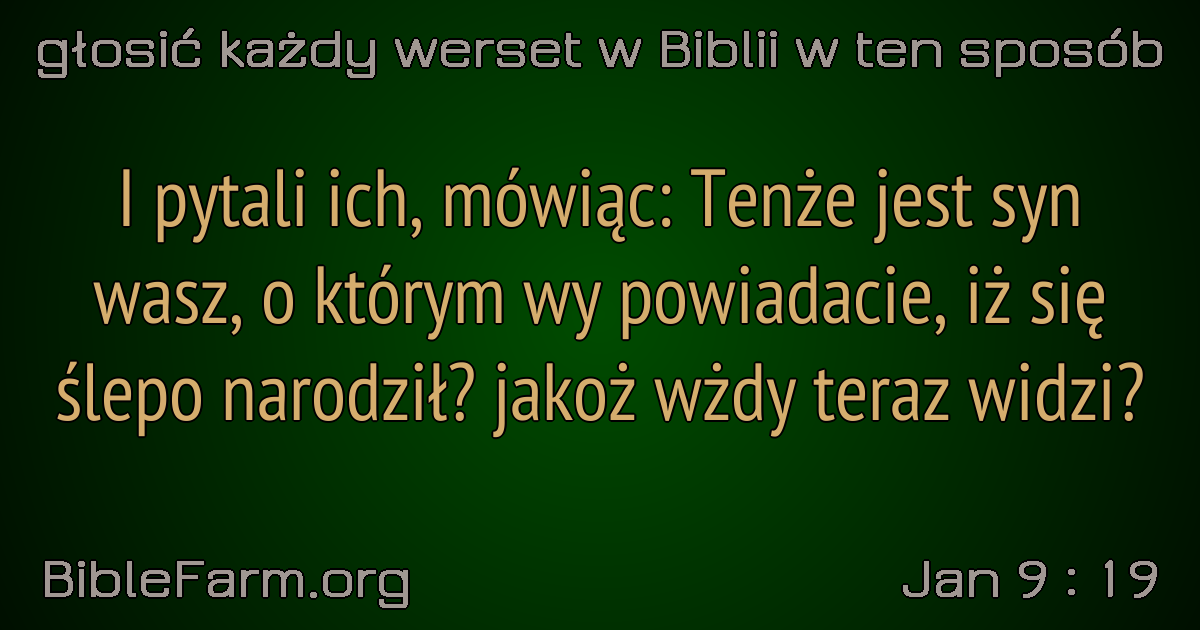 głosić każdy werset w Biblii w ten sposób
I pytali ich, mówiąc: Tenże jest syn
wasz, o którym wy powiadacie, iż się
ślepo narodził? jakoż wżdy teraz widzi?
BibleFarm.org
Jan 9 : 19